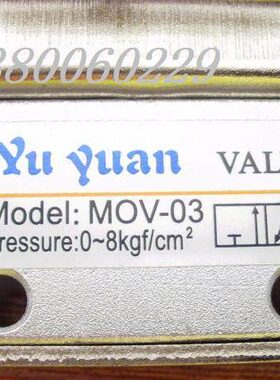 880060229
Yu yuan VAL
Model: MOV-03
ressure:0~8kgf/cm²